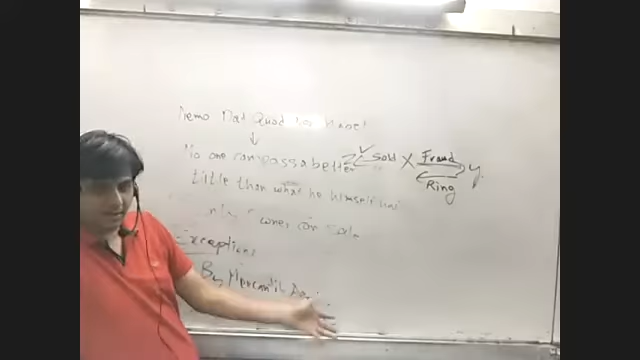 Nemo Dat Quod Non Habet
↓
No one can pass a better
title than what he himself has
owner can sale
Exceptions
By Mercantile Agent
Z ← Sold X Fraud Y
Ring